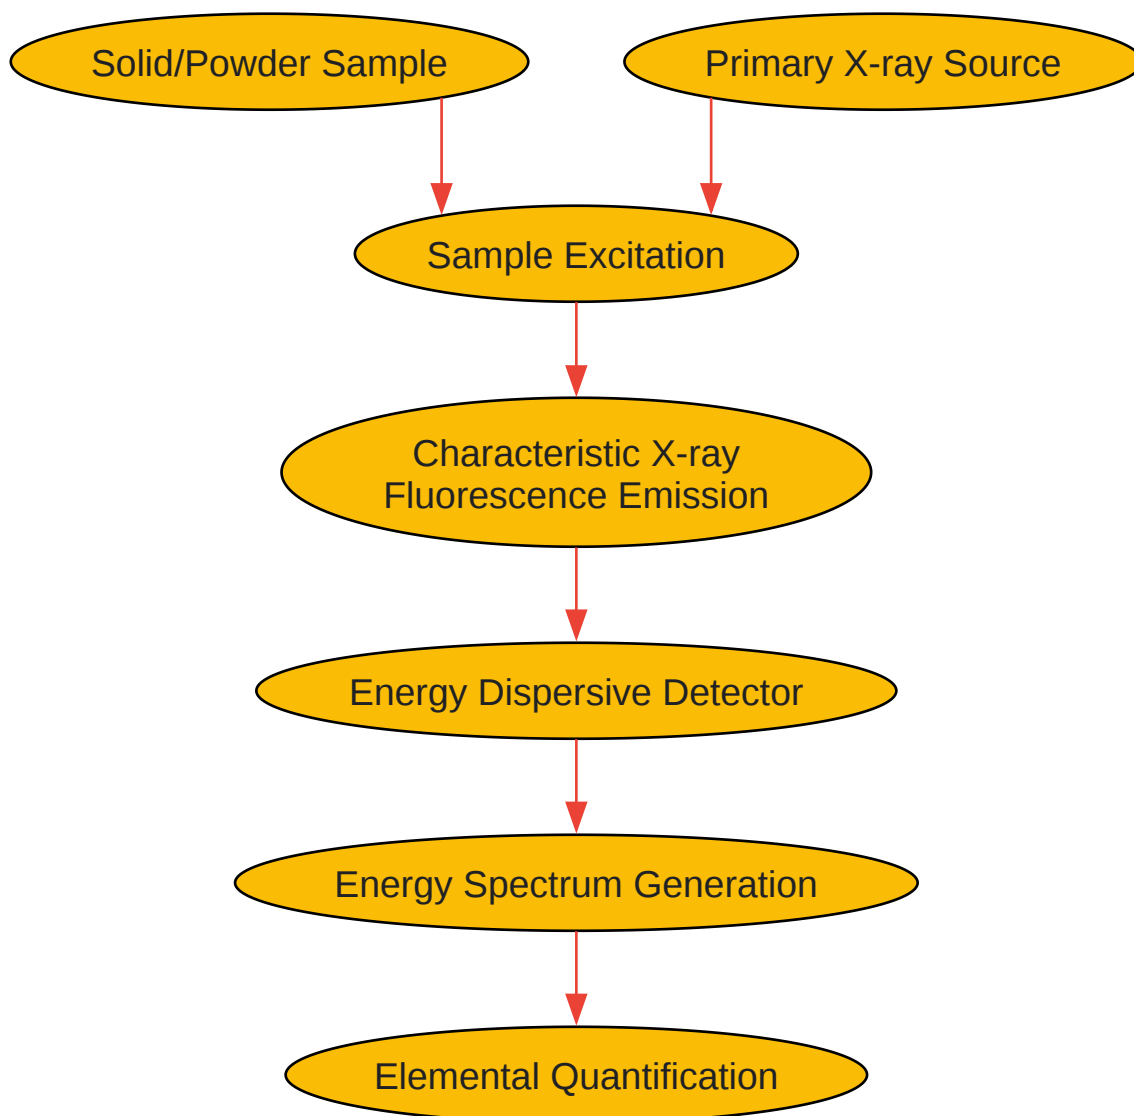 Solid/Powder Sample
Primary X-ray Source
Sample Excitation
Characteristic X-ray
Fluorescence Emission
Energy Dispersive Detector
Energy Spectrum Generation
Elemental Quantification